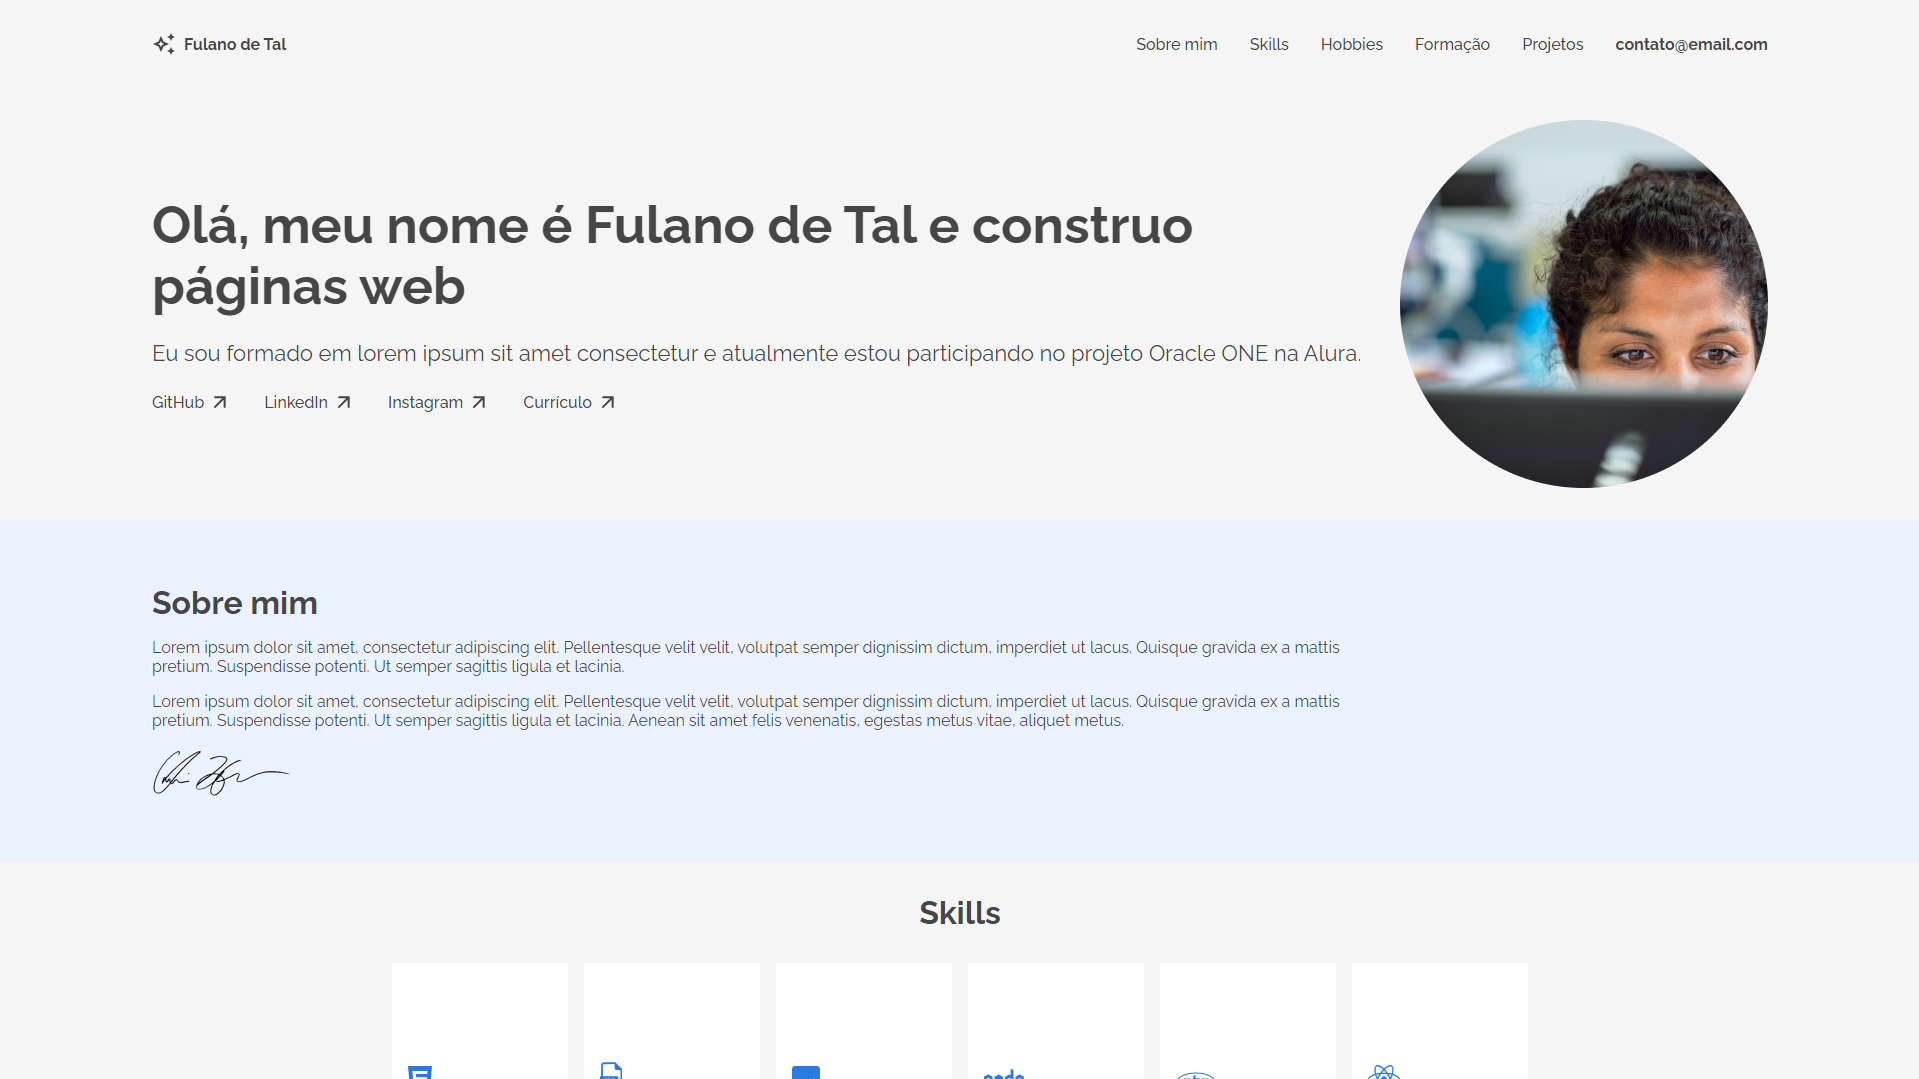 Fulano de Tal
Sobre mim Skills Hobbies Formação Projetos contato@email.com
Olá, meu nome é Fulano de Tal e construo
páginas web
Eu sou formado em lorem ipsum sit amet consectetur e atualmente estou participando no projeto Oracle ONE na Alura.
GitHub LinkedIn Instagram Currículo
Sobre mim
Lorem ipsum dolor sit amet, consectetur adipiscing elit. Pellentesque velit velit, volutpat semper dignissim dictum, imperdiet ut lacus. Quisque gravida ex a mattis
pretium. Suspendisse potenti. Ut semper sagittis ligula et lacinia.
Lorem ipsum dolor sit amet, consectetur adipiscing elit. Pellentesque velit velit, volutpat semper dignissim dictum, imperdiet ut lacus. Quisque gravida ex a mattis
pretium. Suspendisse potenti. Ut semper sagittis ligula et lacinia. Aenean sit amet felis venenatis, egestas metus vitae, aliquet metus.
Skills